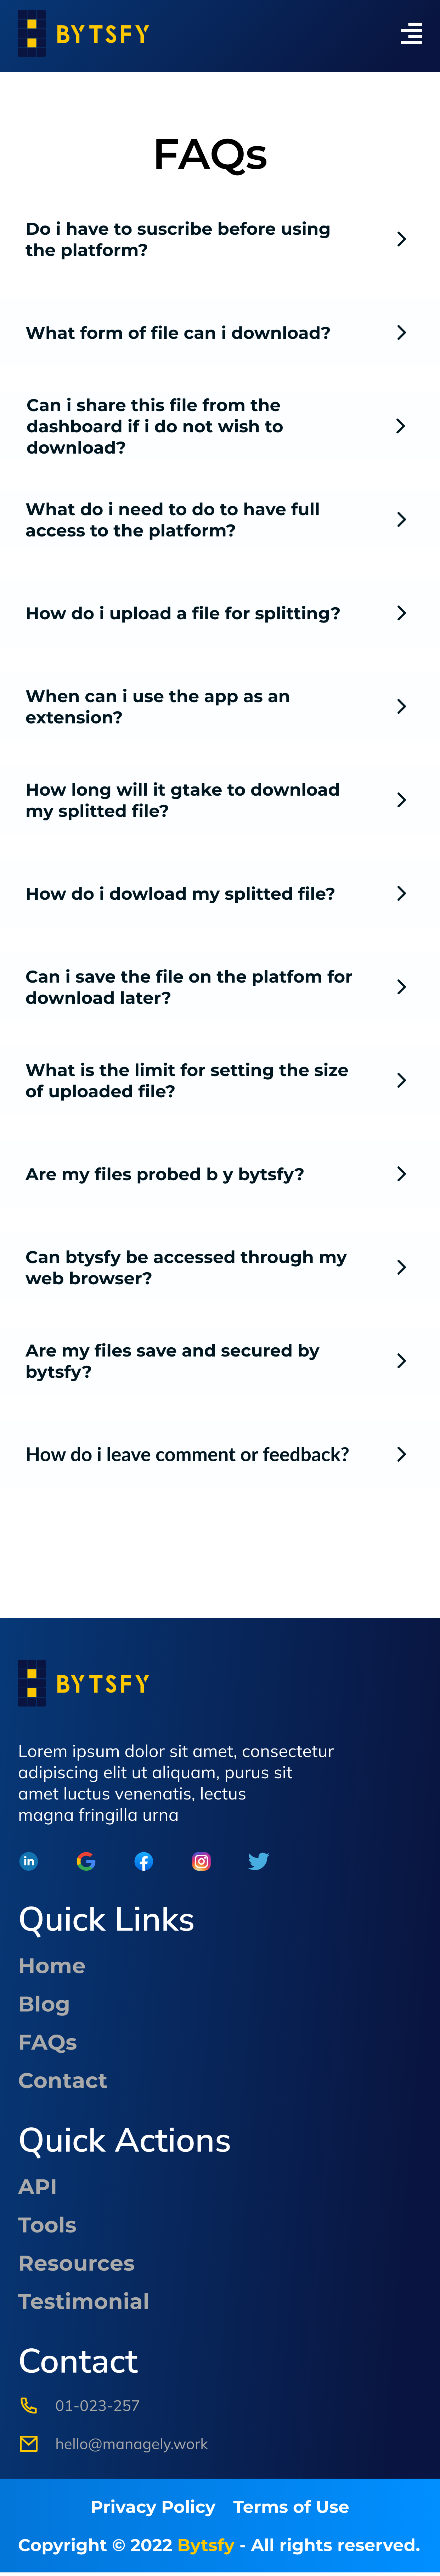 BYTSFY
FAQs
Do i have to suscribe before using
the platform?
What form of file can i download?
Can i share this file from the
dashboard if i do not wish to
download?
What do i need to do to have full
access to the platform?
How do i upload a file for splitting?
When can i use the app as an
extension?
How long will it gtake to download
my splitted file?
How do i dowload my splitted file?
Can i save the file on the platfom for
download later?
What is the limit for setting the size
of uploaded file?
Are my files probed b y bytsfy?
Can btysfy be accessed through my
web browser?
Are my files save and secured by
bytsfy?
How do i leave comment or feedback?
BYTSFY
Lorem ipsum dolor sit amet, consectetur
adipiscing elit ut aliquam, purus sit
amet luctus venenatis, lectus
magna fringilla urna
Quick Links
Home
Blog
FAQs
Contact
Quick Actions
API
Tools
Resources
Testimonial
Contact
01-023-257
hello@managely.work
Privacy Policy Terms of Use
Copyright © 2022 Bytsfy - All rights reserved.